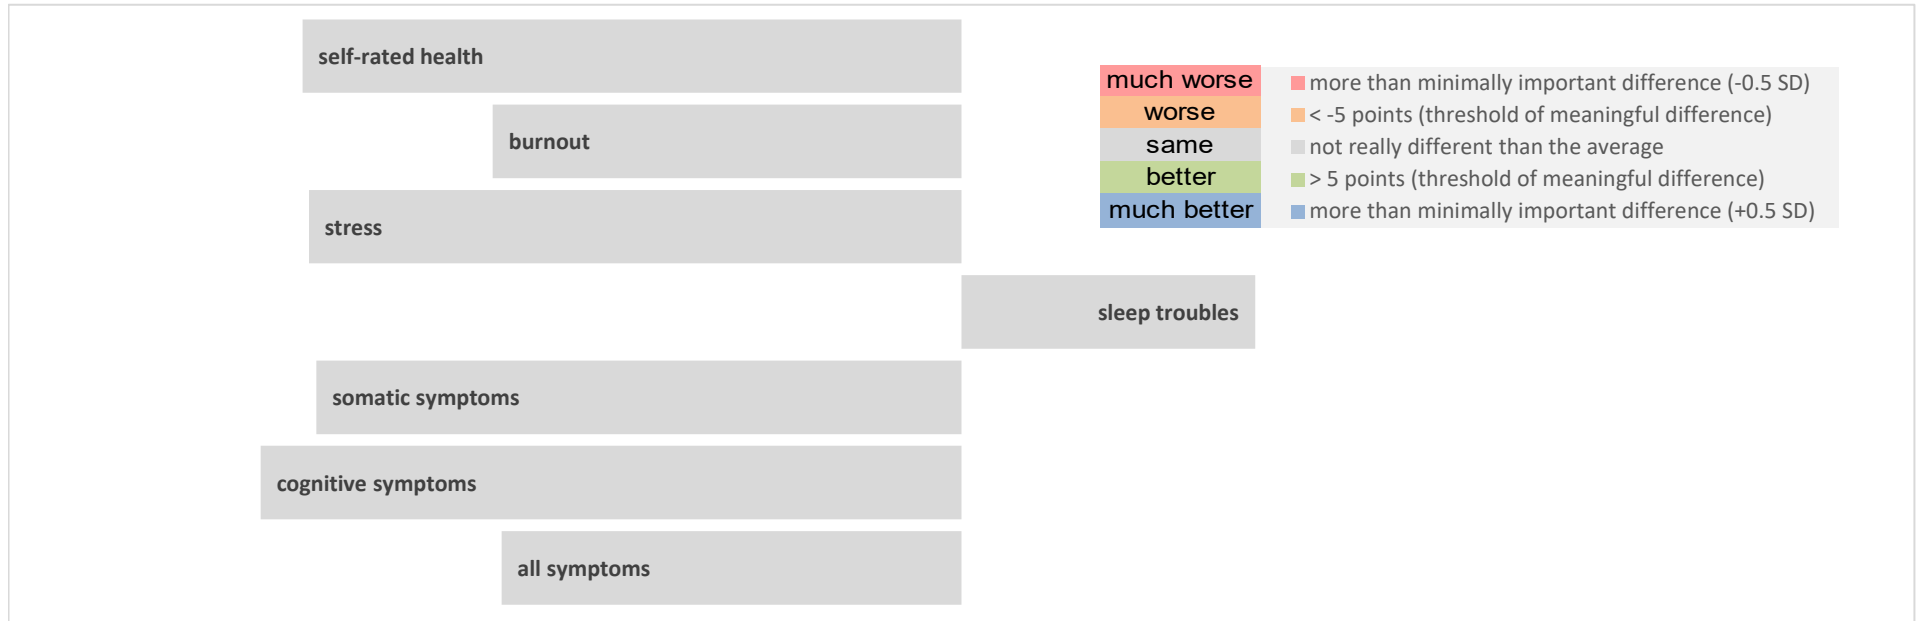 self-rated health
burnout
stress
sleep troubles
somatic symptoms
cognitive symptoms
all symptoms
much worse more than minimally important difference (-0.5 SD)
worse < -5 points (threshold of meaningful difference)
same not really different than the average
better > 5 points (threshold of meaningful difference)
much better more than minimally important difference (+0.5 SD)